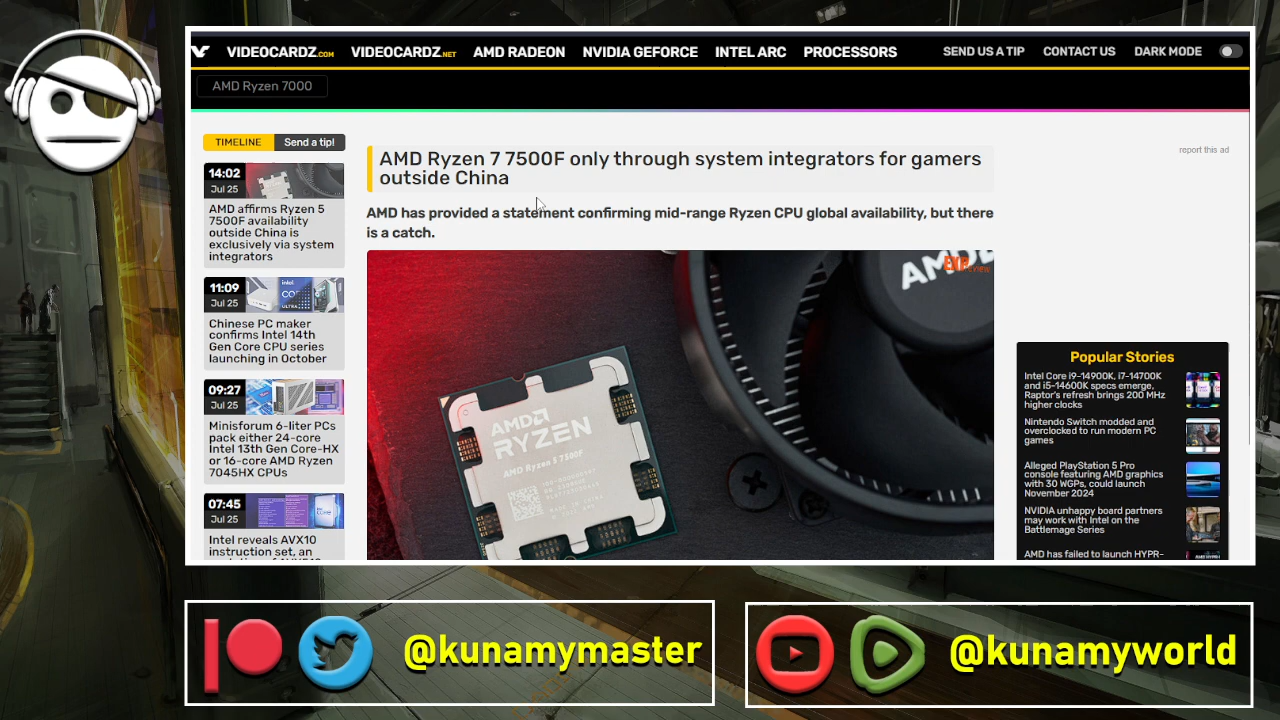 VIDEOCARDZ.COM
VIDEOCARDZ.NET
AMD RADEON
NVIDIA GEFORCE
INTEL ARC
PROCESSORS
SEND US A TIP
CONTACT US
DARK MODE
AMD Ryzen 7000
TIMELINE
Send a tip!
14:02
Jul 25
AMD affirms Ryzen 5
7500F availability
outside China is
exclusively via system
integrators
11:09
Jul 25
Chinese PC maker
confirms Intel 14th
Gen Core CPU series
launching in October
09:27
Jul 25
Minisforum 6-liter PCs
pack either 24-core
Intel 13th Gen Core-HX
or 16-core AMD Ryzen
7045HX CPUs
07:45
Jul 25
Intel reveals AVX10
instruction set, an
AMD Ryzen 7 7500F only through system integrators for gamers
outside China
AMD has provided a statement confirming mid-range Ryzen CPU global availability, but there
is a catch.
AMD
EXP
REVIEW
AMD
RYZEN
AMD Ryzen 5 7500F
report this ad
Popular Stories
Intel Core i9-14900K, i7-14700K
and i5-14600K specs emerge,
Raptor's refresh brings 200 MHz
higher clocks
Nintendo Switch modded and
overclocked to run modern PC
games
Alleged PlayStation 5 Pro
console featuring AMD graphics
with 30 WGPs, could launch
November 2024
NVIDIA unhappy board partners
may work with Intel on the
Battlemage Series
AMD has failed to launch HYPR-
@kunamymaster
@kunamyworld